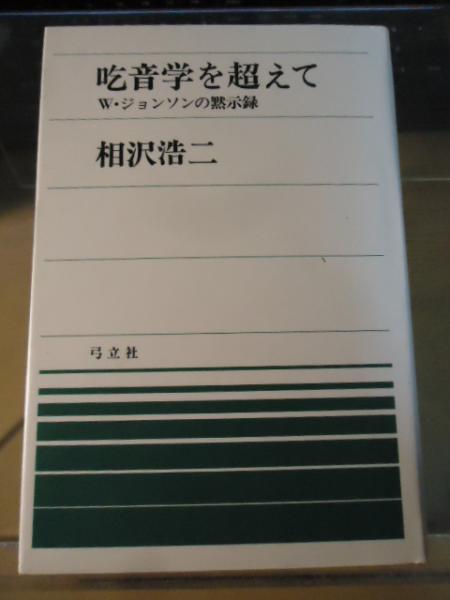 吃音学を超えて
W・ジョンソンの黙示録
相沢浩二
弓立社